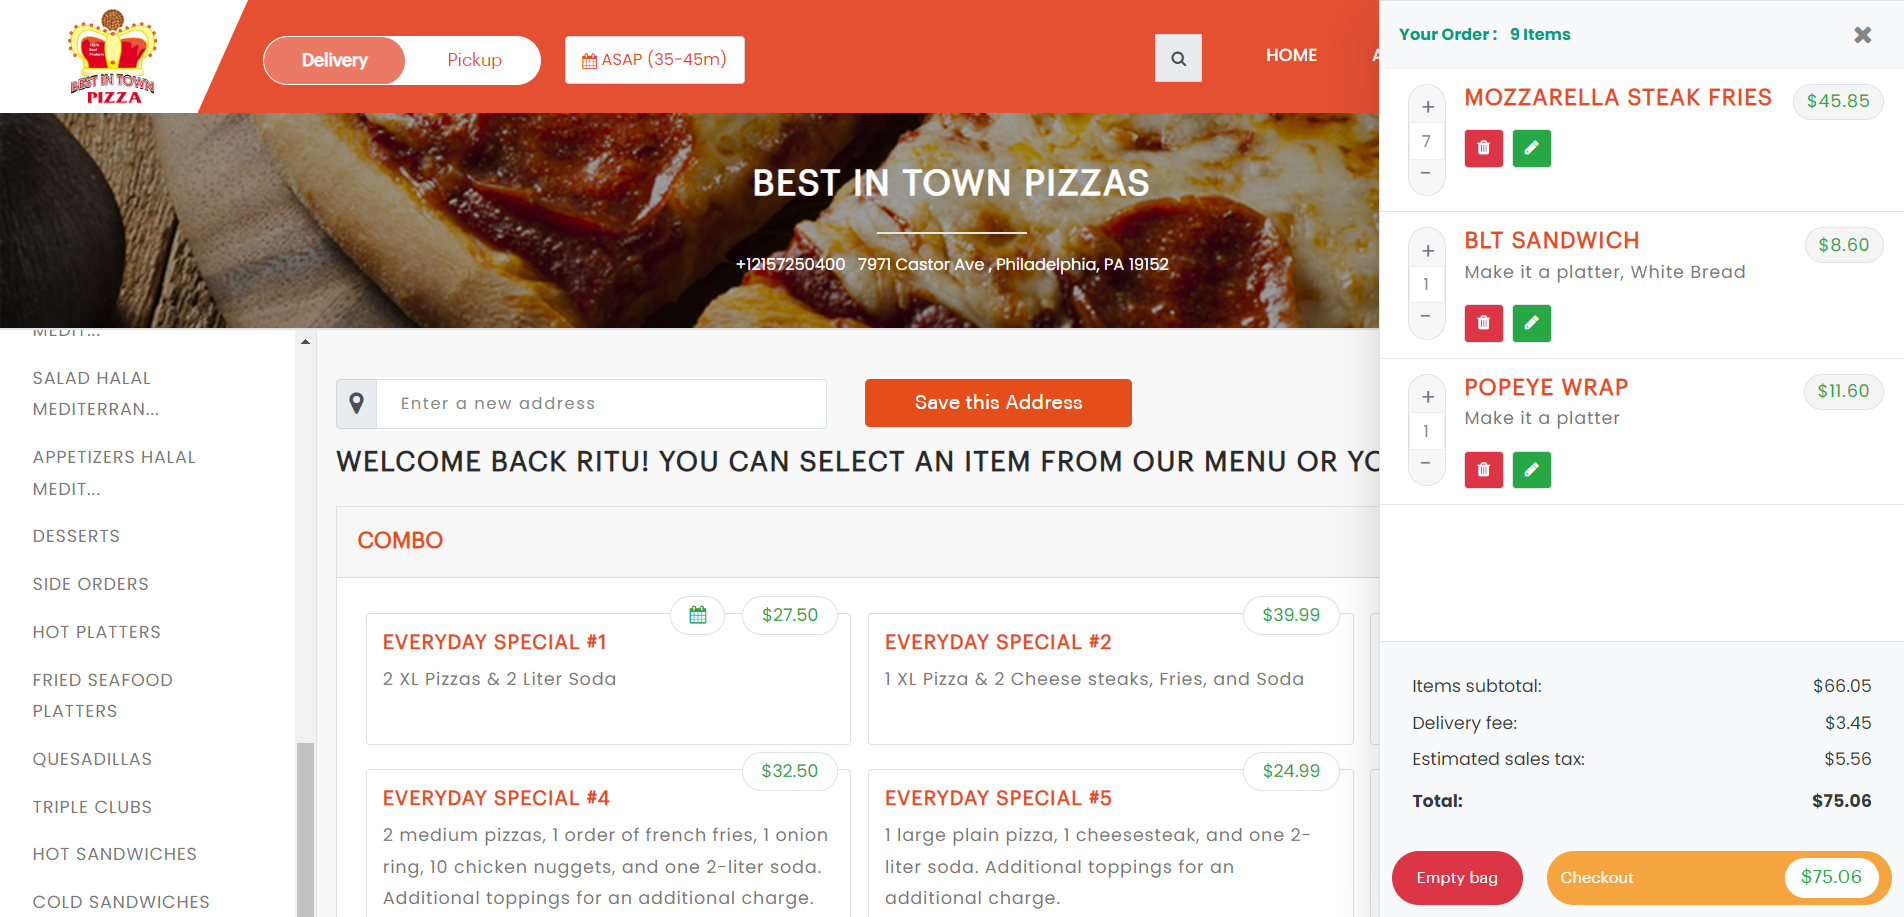 BEST IN TOWN
PIZZA
Delivery
Pickup
ASAP (35-45m)
HOME
BEST IN TOWN PIZZAS
+12157250400 7971 Castor Ave , Philadelphia, PA 19152
MEDIT...
SALAD HALAL
MEDITERRAN...
APPETIZERS HALAL
MEDIT...
DESSERTS
SIDE ORDERS
HOT PLATTERS
FRIED SEAFOOD
PLATTERS
QUESADILLAS
TRIPLE CLUBS
HOT SANDWICHES
COLD SANDWICHES
Enter a new address
Save this Address
WELCOME BACK RITU! YOU CAN SELECT AN ITEM FROM OUR MENU OR YO
COMBO
$27.50
EVERYDAY SPECIAL #1
2 XL Pizzas & 2 Liter Soda
$39.99
EVERYDAY SPECIAL #2
1 XL Pizza & 2 Cheese steaks, Fries, and Soda
$32.50
EVERYDAY SPECIAL #4
2 medium pizzas, 1 order of french fries, 1 onion
ring, 10 chicken nuggets, and one 2-liter soda.
Additional toppings for an additional charge.
$24.99
EVERYDAY SPECIAL #5
1 large plain pizza, 1 cheesesteak, and one 2-
liter soda. Additional toppings for an
additional charge.
Your Order : 9 Items
+
7
-
MOZZARELLA STEAK FRIES
$45.85
+
1
-
BLT SANDWICH
$8.60
Make it a platter, White Bread
+
1
-
POPEYE WRAP
$11.60
Make it a platter
Items subtotal: $66.05
Delivery fee: $3.45
Estimated sales tax: $5.56
Total: $75.06
Empty bag
Checkout $75.06